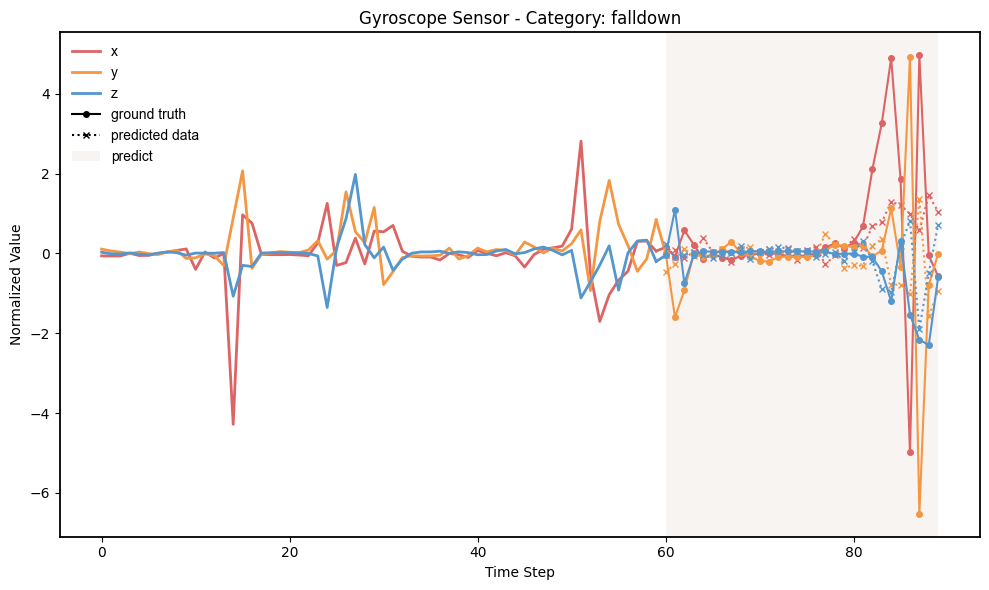 Gyroscope Sensor - Category: falldown
x
y
z
ground truth
predicted data
predict
Normalized Value
4
2
0
−2
−4
−6
0
20
40
60
80
Time Step